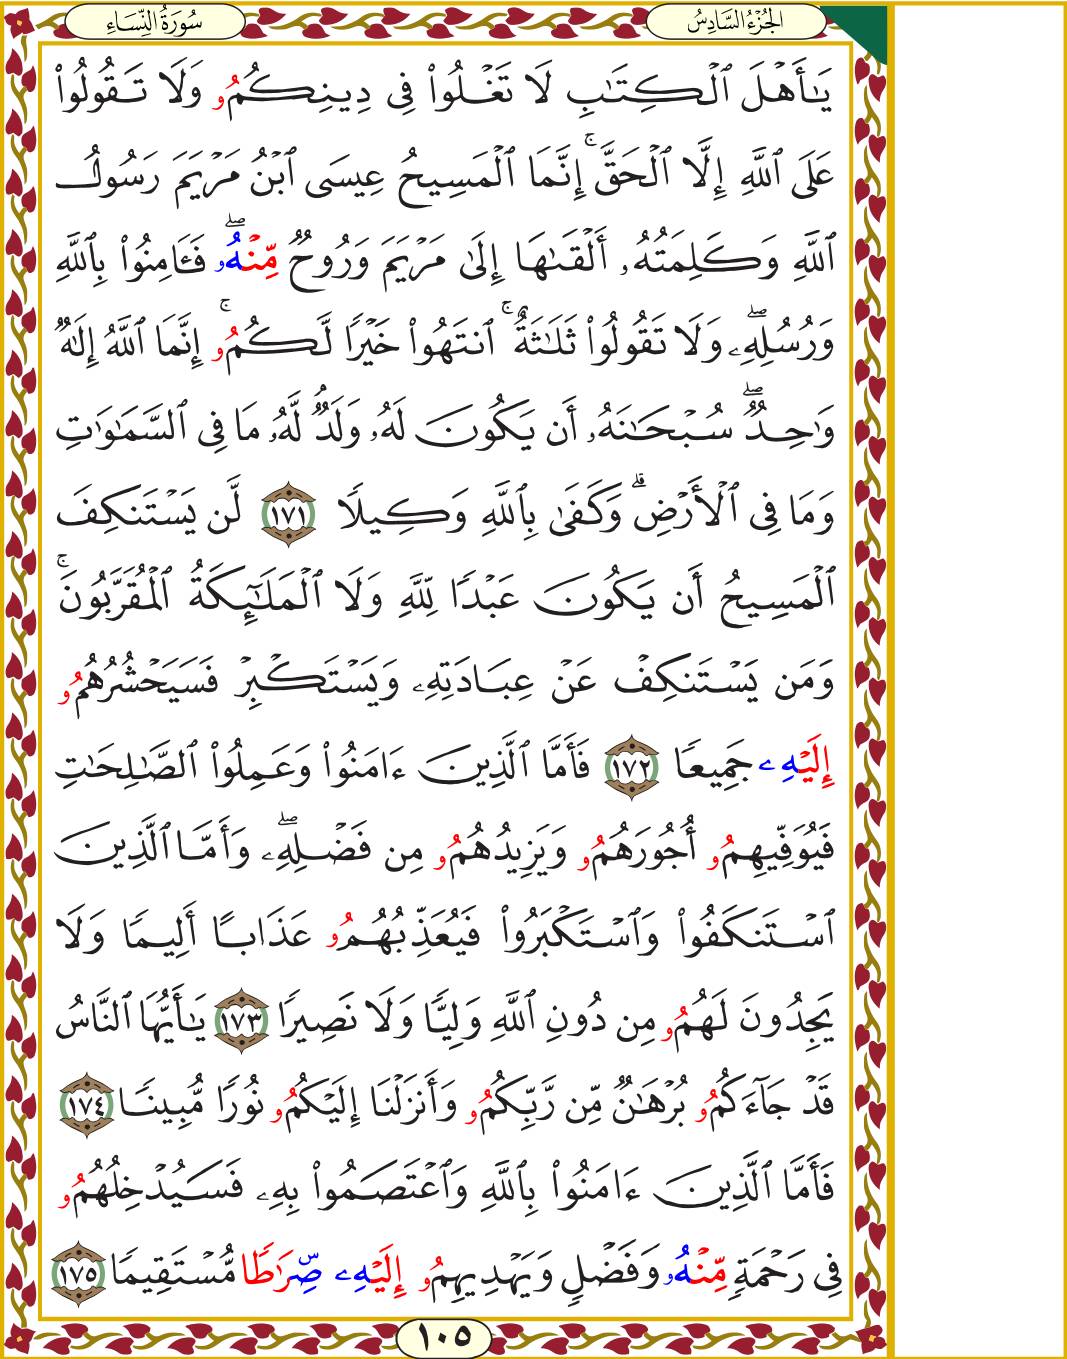 الجُزْءُ السَّادِسُ
سُورَةُ النِّسَاءِ
يَٰٓأَهۡلَ ٱلۡكِتَٰبِ لَا تَغۡلُواْ فِي دِينِكُمُۥ وَلَا تَقُولُواْ
عَلَى ٱللَّهِ إِلَّا ٱلۡحَقَّۚ إِنَّمَا ٱلۡمَسِيحُ عِيسَى ٱبۡنُ مَرۡيَمَ رَسُولُ
ٱللَّهِ وَكَلِمَتُهُۥ أَلۡقَىٰهَا إِلَىٰ مَرۡيَمَ وَرُوحٞ مِّنۡهُۥۖ فَـَٔامِنُواْ بِٱللَّهِ
وَرُسُلِهِۦۖ وَلَا تَقُولُواْ ثَلَٰثَةٌۚ ٱنتَهُواْ خَيۡرٗا لَّكُمُۥۚ إِنَّمَا ٱللَّهُ إِلَٰهٞ
وَٰحِدٞۖ سُبۡحَٰنَهُۥ أَن يَكُونَ لَهُۥ وَلَدٞ لَّهُۥ مَا فِي ٱلسَّمَٰوَٰتِ
وَمَا فِي ٱلۡأَرۡضِۗ وَكَفَىٰ بِٱللَّهِ وَكِيلٗا ١٧١ لَّن يَسۡتَنكِفَ
ٱلۡمَسِيحُ أَن يَكُونَ عَبۡدٗا لِّلَّهِ وَلَا ٱلۡمَلَٰٓئِكَةُ ٱلۡمُقَرَّبُونَۚ
وَمَن يَسۡتَنكِفۡ عَنۡ عِبَادَتِهِۦ وَيَسۡتَكۡبِرۡ فَسَيَحۡشُرُهُمُۥ
إِلَيۡهِۦ جَمِيعٗا ١٧٢ فَأَمَّا ٱلَّذِينَ ءَامَنُواْ وَعَمِلُواْ ٱلصَّٰلِحَٰتِ
فَيُوَفِّيهِمُۥ أُجُورَهُمُۥ وَيَزِيدُهُمُۥ مِن فَضۡلِهِۦۖ وَأَمَّا ٱلَّذِينَ
ٱسۡتَنكَفُواْ وَٱسۡتَكۡبَرُواْ فَيُعَذِّبُهُمُۥ عَذَابًا أَلِيمٗا وَلَا
يَجِدُونَ لَهُمُۥ مِن دُونِ ٱللَّهِ وَلِيّٗا وَلَا نَصِيرٗا ١٧٣ يَٰٓأَيُّهَا ٱلنَّاسُ
قَدۡ جَآءَكُمُۥ بُرۡهَٰنٞ مِّن رَّبِّكُمُۥ وَأَنزَلۡنَا إِلَيۡكُمُۥ نُورٗا مُّبِينٗا ١٧٤
فَأَمَّا ٱلَّذِينَ ءَامَنُواْ بِٱللَّهِ وَٱعۡتَصَمُواْ بِهِۦ فَسَيُدۡخِلُهُمُۥ
فِي رَحۡمَةٖ مِّنۡهُۥ وَفَضۡلٖ وَيَهۡدِيهِمُۥ إِلَيۡهِۦ صِّرَٰطٗا مُّسۡتَقِيمٗا ١٧٥
١٠٥